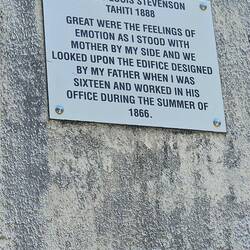 LOUIS STEVENSON
TAHITI 1888
GREAT WERE THE FEELINGS OF
EMOTION AS I STOOD WITH
MOTHER BY MY SIDE AND WE
LOOKED UPON THE EDIFICE DESIGNED
BY MY FATHER WHEN I WAS
SIXTEEN AND WORKED IN HIS
OFFICE DURING THE SUMMER OF
1866.